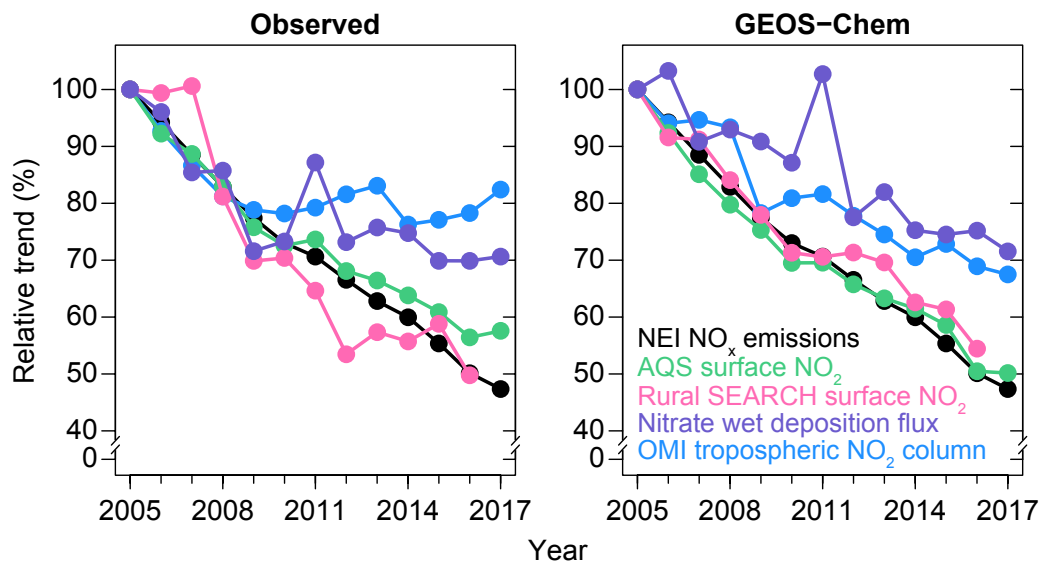 Observed
GEOS−Chem
Relative trend (%)
100
90
80
70
60
50
40
0
2005 2008 2011 2014 2017
100
90
80
70
60
50
40
0
NEI NOx emissions
AQS surface NO2
Rural SEARCH surface NO2
Nitrate wet deposition flux
OMI tropospheric NO2 column
2005 2008 2011 2014 2017
Year